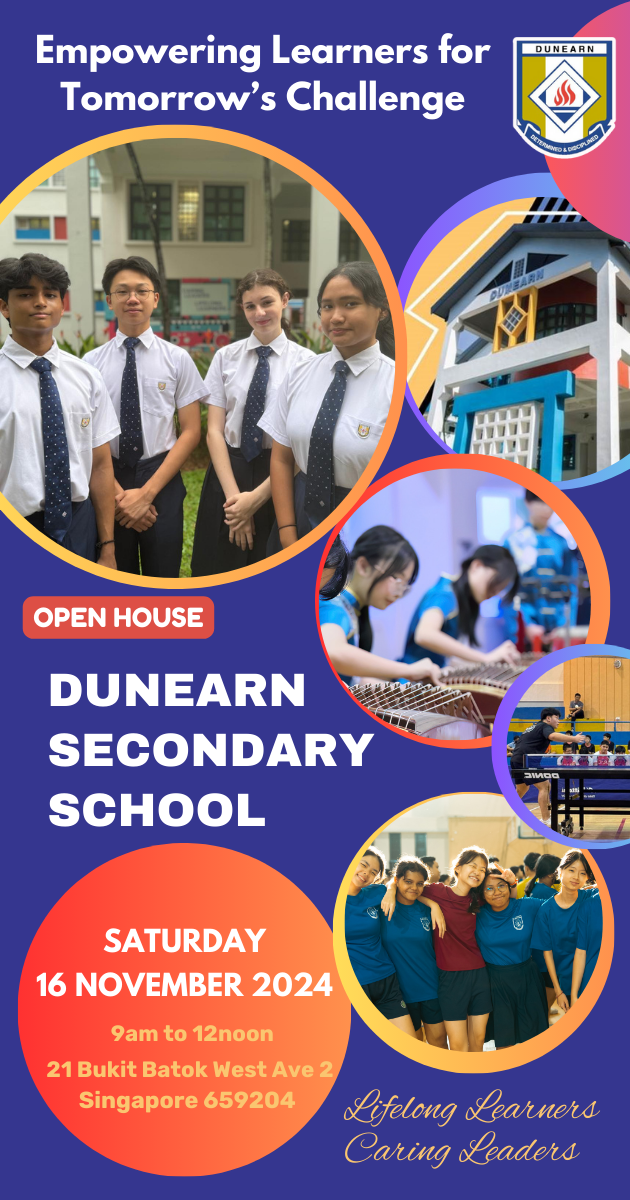 Empowering Learners for
Tomorrow's Challenge
DUNEARN
DETERMINED & DISCIPLINED
DUNEARN
OPEN HOUSE
DUNEARN
SECONDARY
SCHOOL
DONIC
SATURDAY
16 NOVEMBER 2024
9am to 12noon
21 Bukit Batok West Ave 2
Singapore 659204
Lifelong Learners
Caring Leaders